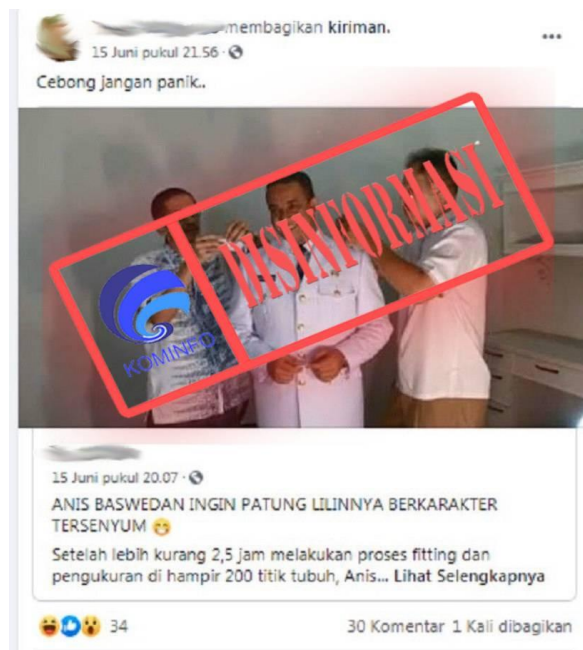 membagikan kiriman.
15 Juni pukul 21.56 ·
Cebong jangan panik..
DISINFORMASI
KOMINFO
15 Juni pukul 20.07 ·
ANIS BASWEDAN INGIN PATUNG LILINNYA BERKARAKTER
TERSENYUM 😁
Setelah lebih kurang 2,5 jam melakukan proses fitting dan
pengukuran di hampir 200 titik tubuh, Anis... Lihat Selengkapnya
34
30 Komentar 1 Kali dibagikan